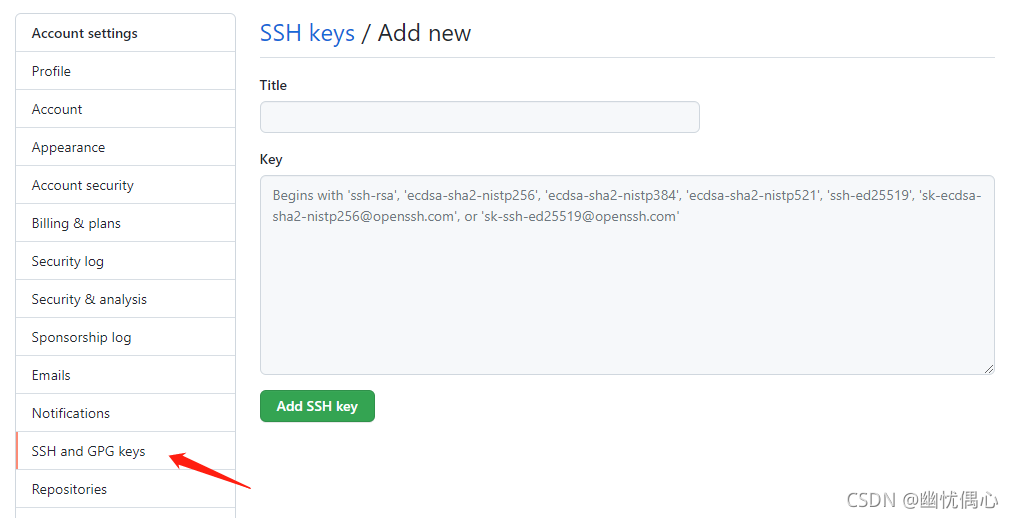 Account settings
Profile
Account
Appearance
Account security
Billing & plans
Security log
Security & analysis
Sponsorship log
Emails
Notifications
SSH and GPG keys
Repositories
SSH keys / Add new
Title
Key
Begins with 'ssh-rsa', 'ecdsa-sha2-nistp256', 'ecdsa-sha2-nistp384', 'ecdsa-sha2-nistp521', 'ssh-ed25519', 'sk-ecdsa-
sha2-nistp256@openssh.com', or 'sk-ssh-ed25519@openssh.com'
Add SSH key
CSDN @幽忧偶心